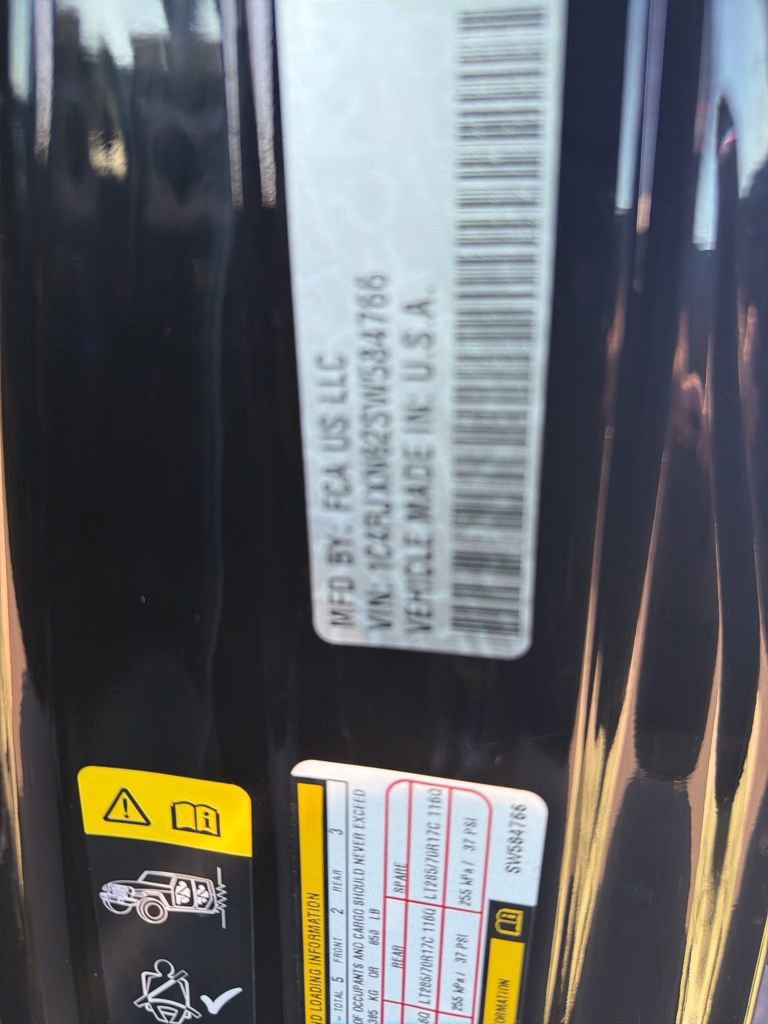 MFD BY: FCA US LLC
VIN: 1C4RJXN62SW584766
VEHICLE MADE IN: U.S.A.
LOADING INFORMATION
- TOTAL 5 FRONT 2 REAR 3
OF OCCUPANTS AND CARGO SHOULD NEVER EXCEED
385 KG OR 850 LB
REAR SPARE
LT285/70R17C 116Q LT285/70R17C 116Q
255 kPa / 37 PSI 255 kPa / 37 PSI
SW584766